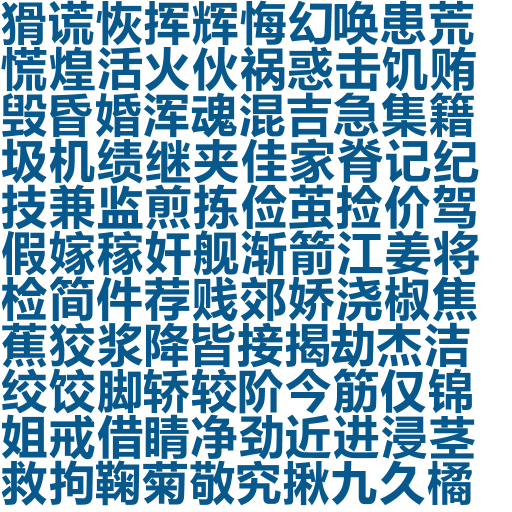 猾谎恢挥辉悔幻唤患荒
慌煌活火伙祸惑击饥贿
毁昏婚浑魂混吉急集籍
圾机绩继夹佳家脊记纪
技兼监煎拣俭茧捡价驾
假嫁稼奸舰渐箭江姜将
检简件荐贱郊娇浇椒焦
蕉狡浆降皆接揭劫杰洁
绞饺脚轿较阶今筋仅锦
姐戒借睛净劲近进浸茎
救拘鞠菊敬究揪九久橘